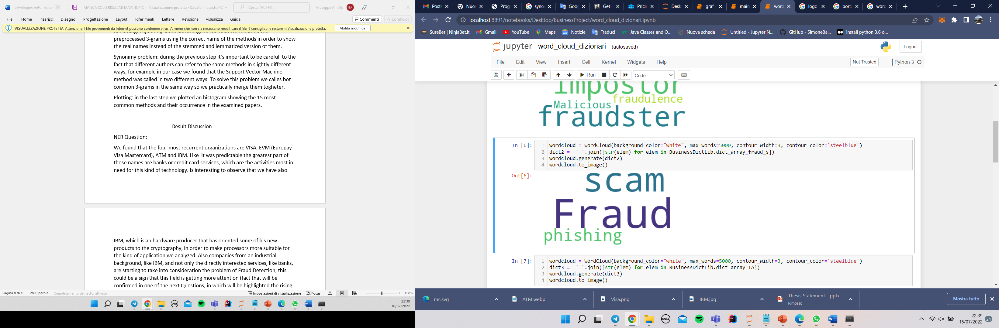 Salvataggio automatico
MANCA SOLO RISULTATI MAIN TOPIC - Visualizzazione protetta • Salvato in questo PC
Cerca (ALT+X)
Giuseppe Aniello
GA
File Home Inserisci Disegno Progettazione Layout Riferimenti Lettere Revisione Visualizza Guida
Commenti
Condividi
VISUALIZZAZIONE PROTETTA Attenzione. I file provenienti da Internet possono contenere virus. A meno che non sia necessario modificare il file, è consigliabile restare in Visualizzazione protetta.
Abilita modifica
preprocessed 3-grams using the correct name of the methods in order to show
the real names instead of the stemmed and lemmatized version of them.
Synonimy problem: during the previous step it's important to be carefull to the
fact that different authors can refer to the same methods in slightly different
ways, for example in our case we found that the Support Vector Machine
method was called in two different ways. To solve this problem we calles bot
common 3-grams in the same way so we practically merge them togheter.
Plotting: in the last step we plotted an histogram showing the 15 most
common methods and their occurrence in the examined papers.
Result Discussion
NER Question:
We found that the four most recurrent organizations are VISA, EVM (Europay
Visa Mastercard), ATM and IBM. Like it was predictable the greatest part of
those names are banks or credit card services, which are the activities most in
need for this kind of technology. Is interesting to observe that we have also
IBM, which is an hardware producer that has oriented some of his new
products to the cryptography, in order to make processors more suitable for
the kind of application we analyzed. Also companies from an industrial
background, like IBM, and not only the directly interested services, like banks,
are starting to take into consideration the problem of Fraud Detection, this
could be a sign that this field is getting more attention (fact that will be
confirmed in one of the next Questions, in which will be highlighted the rising
Pagina 8 di 10 2893 parole Completamento del testo: attivato
Impostazioni di visualizzazione Focus
100%
22:39
16/07/2022
Posta Nuov Prog syno Goog Get i Pricin Desk graf main word logo porta word
localhost:8891/notebooks/Desktop/BusinessProject/word_cloud_dizionari.ipynb
SureBet | NinjaBet.it Gmail YouTube Maps Notizie Traduci Java Classes and O... Nuova scheda Untitled - Jupyter N... GitHub - SimoneBa... install python 3.6 o...
jupyter word_cloud_dizionari (autosaved)
Logout
File Edit View Insert Cell Kernel Widgets Help
Not Trusted
Python 3
Run
Code
impostor
fraudulence
Malicious
fraudster
In [6]:
1 wordcloud = WordCloud(background_color="white", max_words=5000, contour_width=3, contour_color='steelblue')
2 dict2 = ' '.join([str(elem) for elem in BusinessDictLib.dict_array_fraud_s])
3 wordcloud.generate(dict2)
4 wordcloud.to_image()
Out[6]:
scam
Fraud
phishing
In [7]:
1 wordcloud = WordCloud(background_color="white", max_words=5000, contour_width=3, contour_color='steelblue')
2 dict3 = ' '.join([str(elem) for elem in BusinessDictLib.dict_array_IA])
3 wordcloud.generate(dict3)
4 wordcloud.to_image()
mc.svg
ATM.webp
Visa.png
IBM.jpg
Thesis Statement....pptx
Rimosso
Mostra tutto
22:39
16/07/2022
24